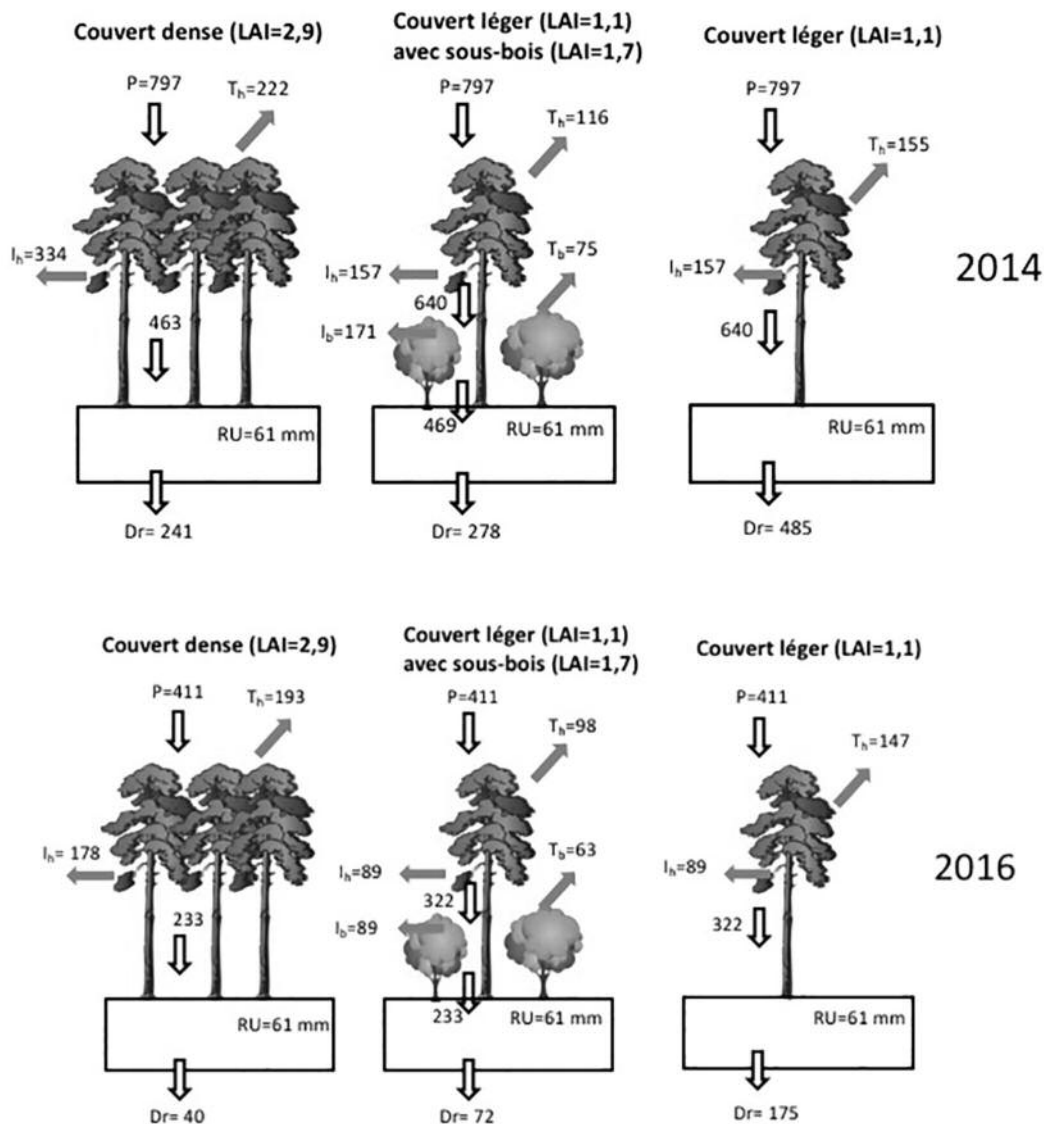 Couvert dense (LAI=2,9)
P=797
Th=222
Ih=334
463
RU=61 mm
Dr= 241
Couvert léger (LAI=1,1)
avec sous-bois (LAI=1,7)
P=797
Th=116
Tb=75
Ih=157
640
Ib=171
469
RU=61 mm
Dr= 278
Couvert léger (LAI=1,1)
P=797
Th=155
Ih=157
640
RU=61 mm
Dr= 485
2014
Couvert dense (LAI=2,9)
P=411
Th=193
Ih= 178
233
RU=61 mm
Dr= 40
Couvert léger (LAI=1,1)
avec sous-bois (LAI=1,7)
P=411
Th=98
Tb=63
Ih=89
322
Ib=89
233
RU=61 mm
Dr= 72
Couvert léger (LAI=1,1)
P=411
Th=147
Ih=89
322
RU=61 mm
Dr= 175
2016